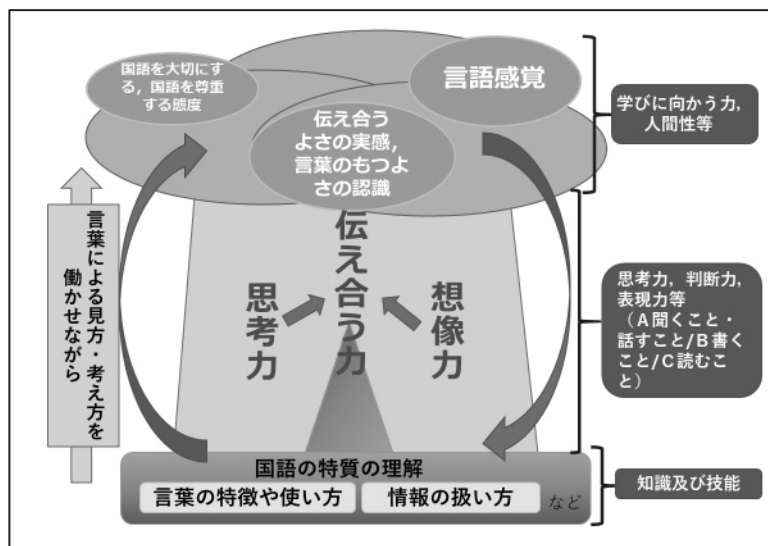 国語を大切にす
る，国語を尊重
する態度
言語感覚
伝え合う
よさの実感，
言葉のもつよ
さの認識
学びに向かう力，
人間性等
言葉による見方・考え方を
働かせながら
思考力
伝え合う力
想像力
思考力，判断力，
表現力等
（A聞くこと・
話すこと/B書く
こと/C読むこ
と）
国語の特質の理解
言葉の特徴や使い方
情報の扱い方
など
知識及び技能